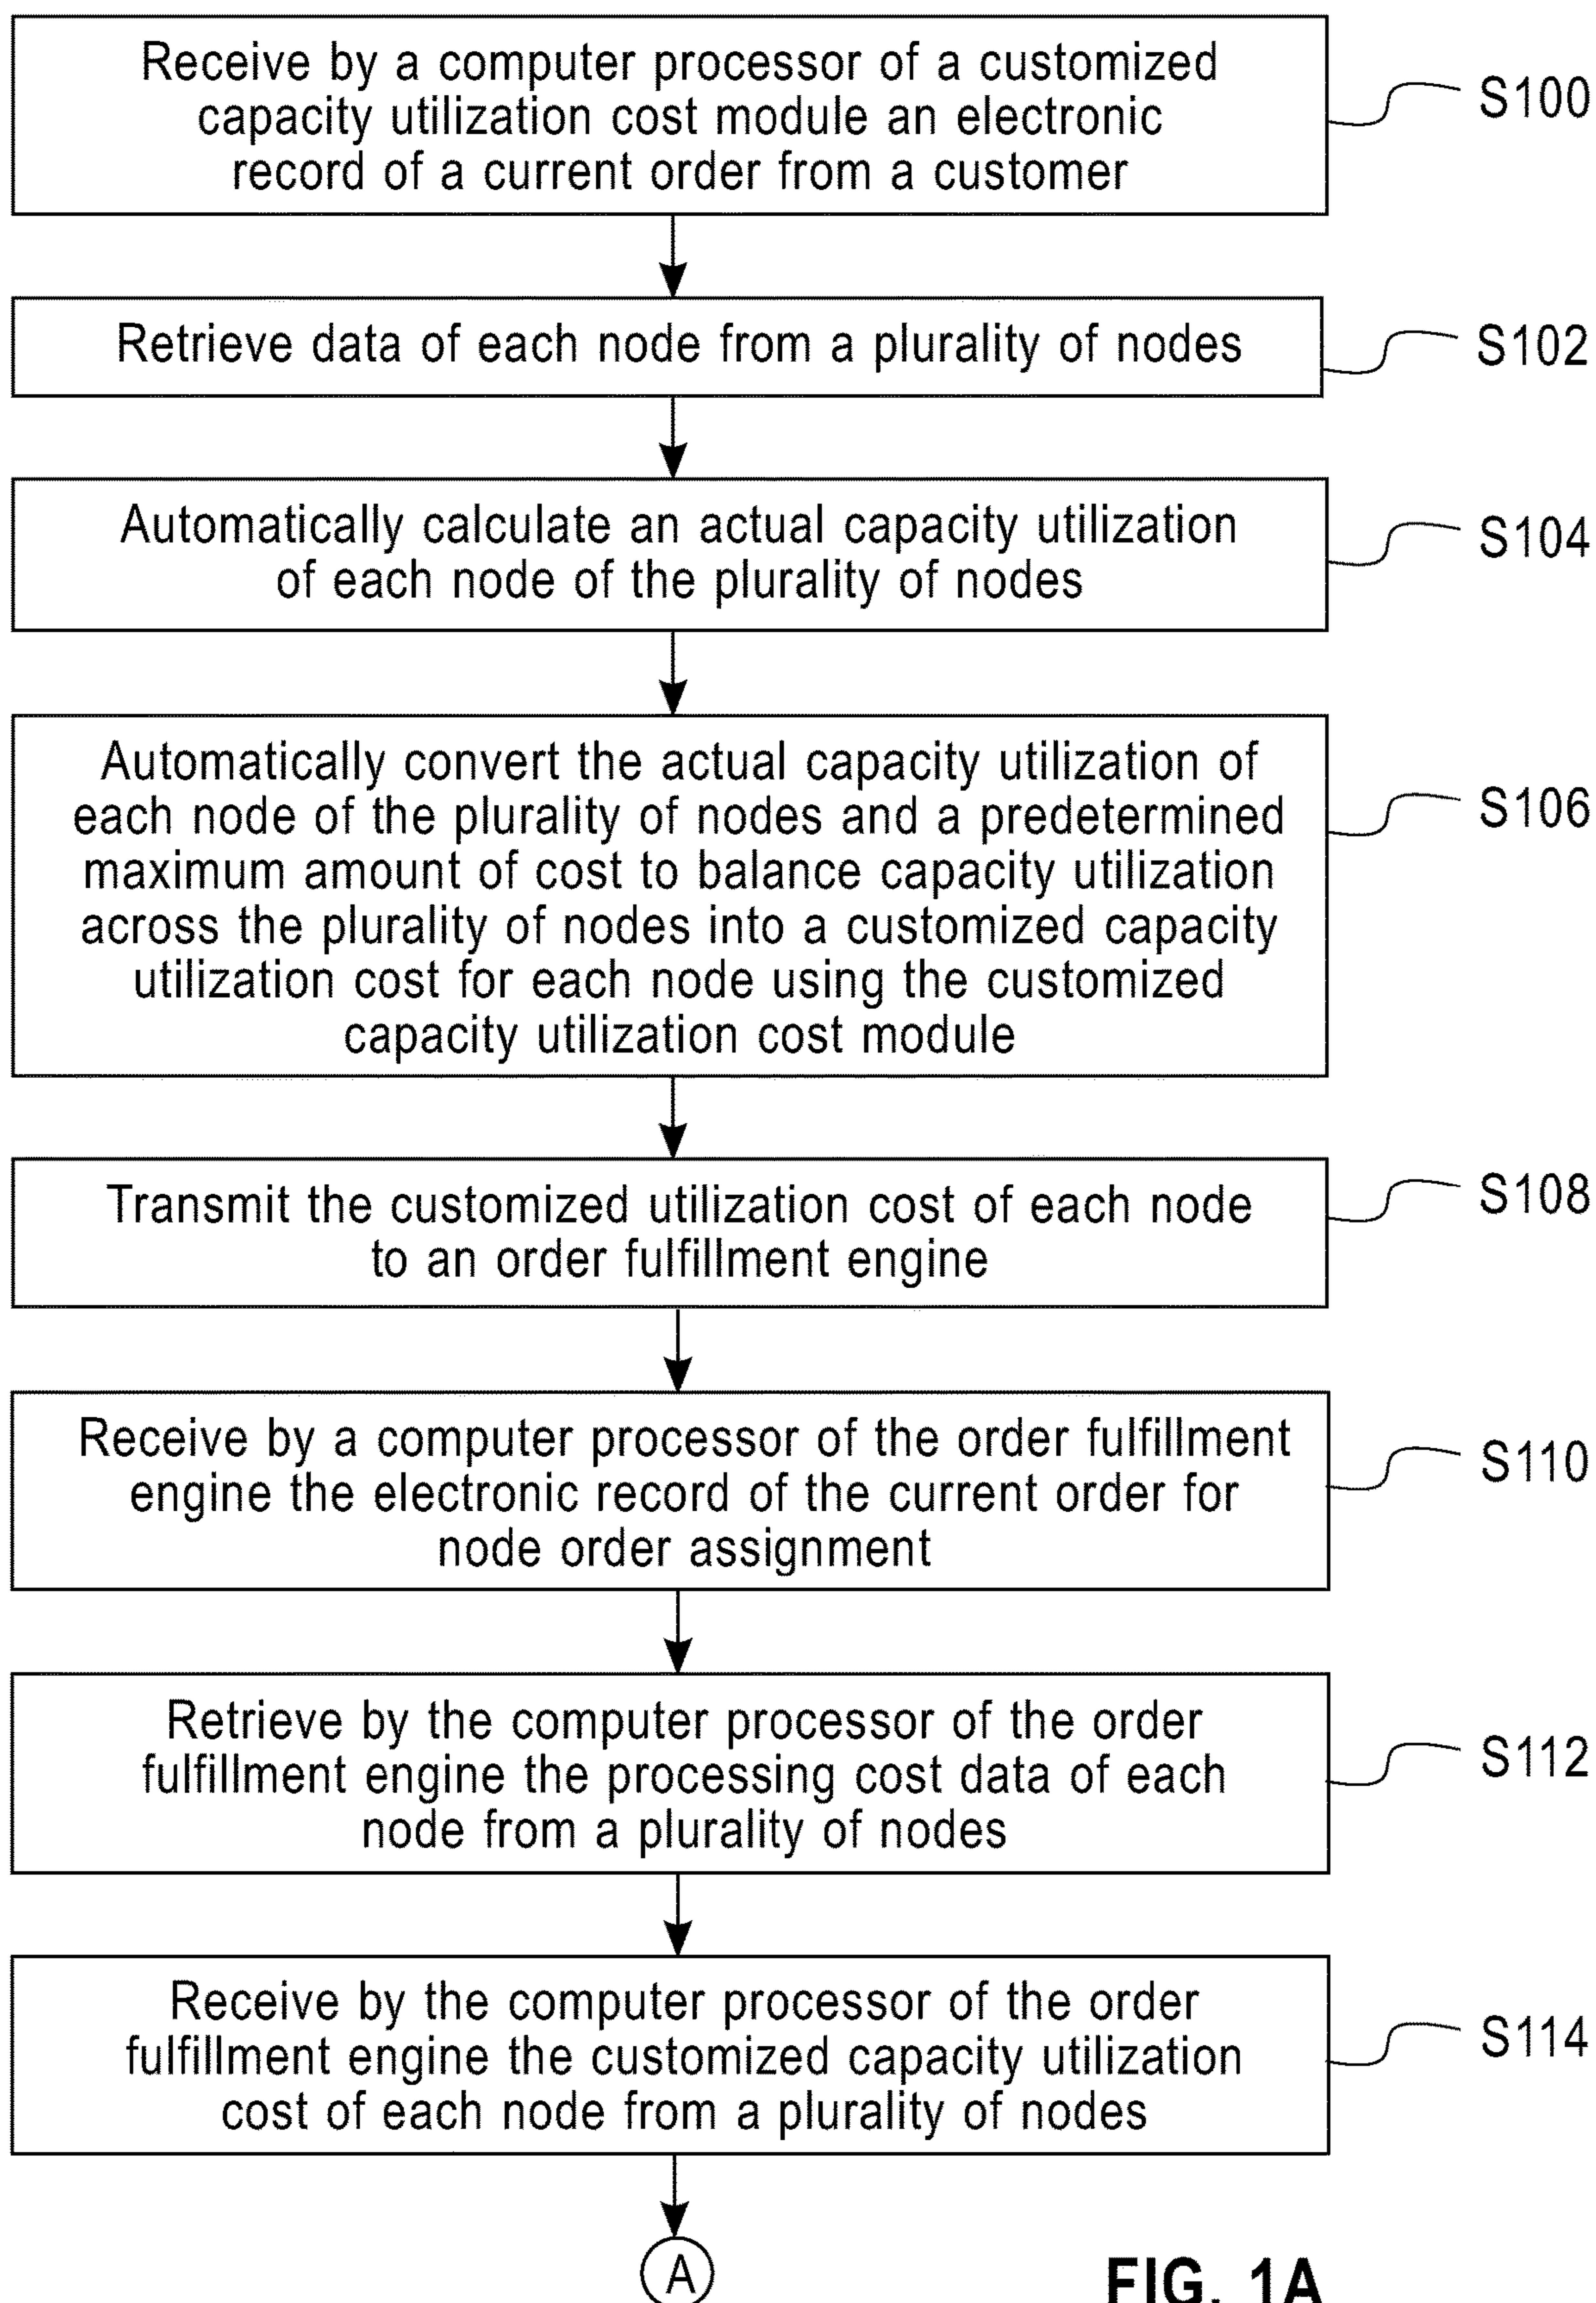 Receive by a computer processor of a customized
capacity utilization cost module an electronic
record of a current order from a customer
S100
Retrieve data of each node from a plurality of nodes
S102
Automatically calculate an actual capacity utilization
of each node of the plurality of nodes
S104
Automatically convert the actual capacity utilization of
each node of the plurality of nodes and a predetermined
maximum amount of cost to balance capacity utilization
across the plurality of nodes into a customized capacity
utilization cost for each node using the customized
capacity utilization cost module
S106
Transmit the customized utilization cost of each node
to an order fulfillment engine
S108
Receive by a computer processor of the order fulfillment
engine the electronic record of the current order for
node order assignment
S110
Retrieve by the computer processor of the order
fulfillment engine the processing cost data of each
node from a plurality of nodes
S112
Receive by the computer processor of the order
fulfillment engine the customized capacity utilization
cost of each node from a plurality of nodes
S114
A
FIG. 1A